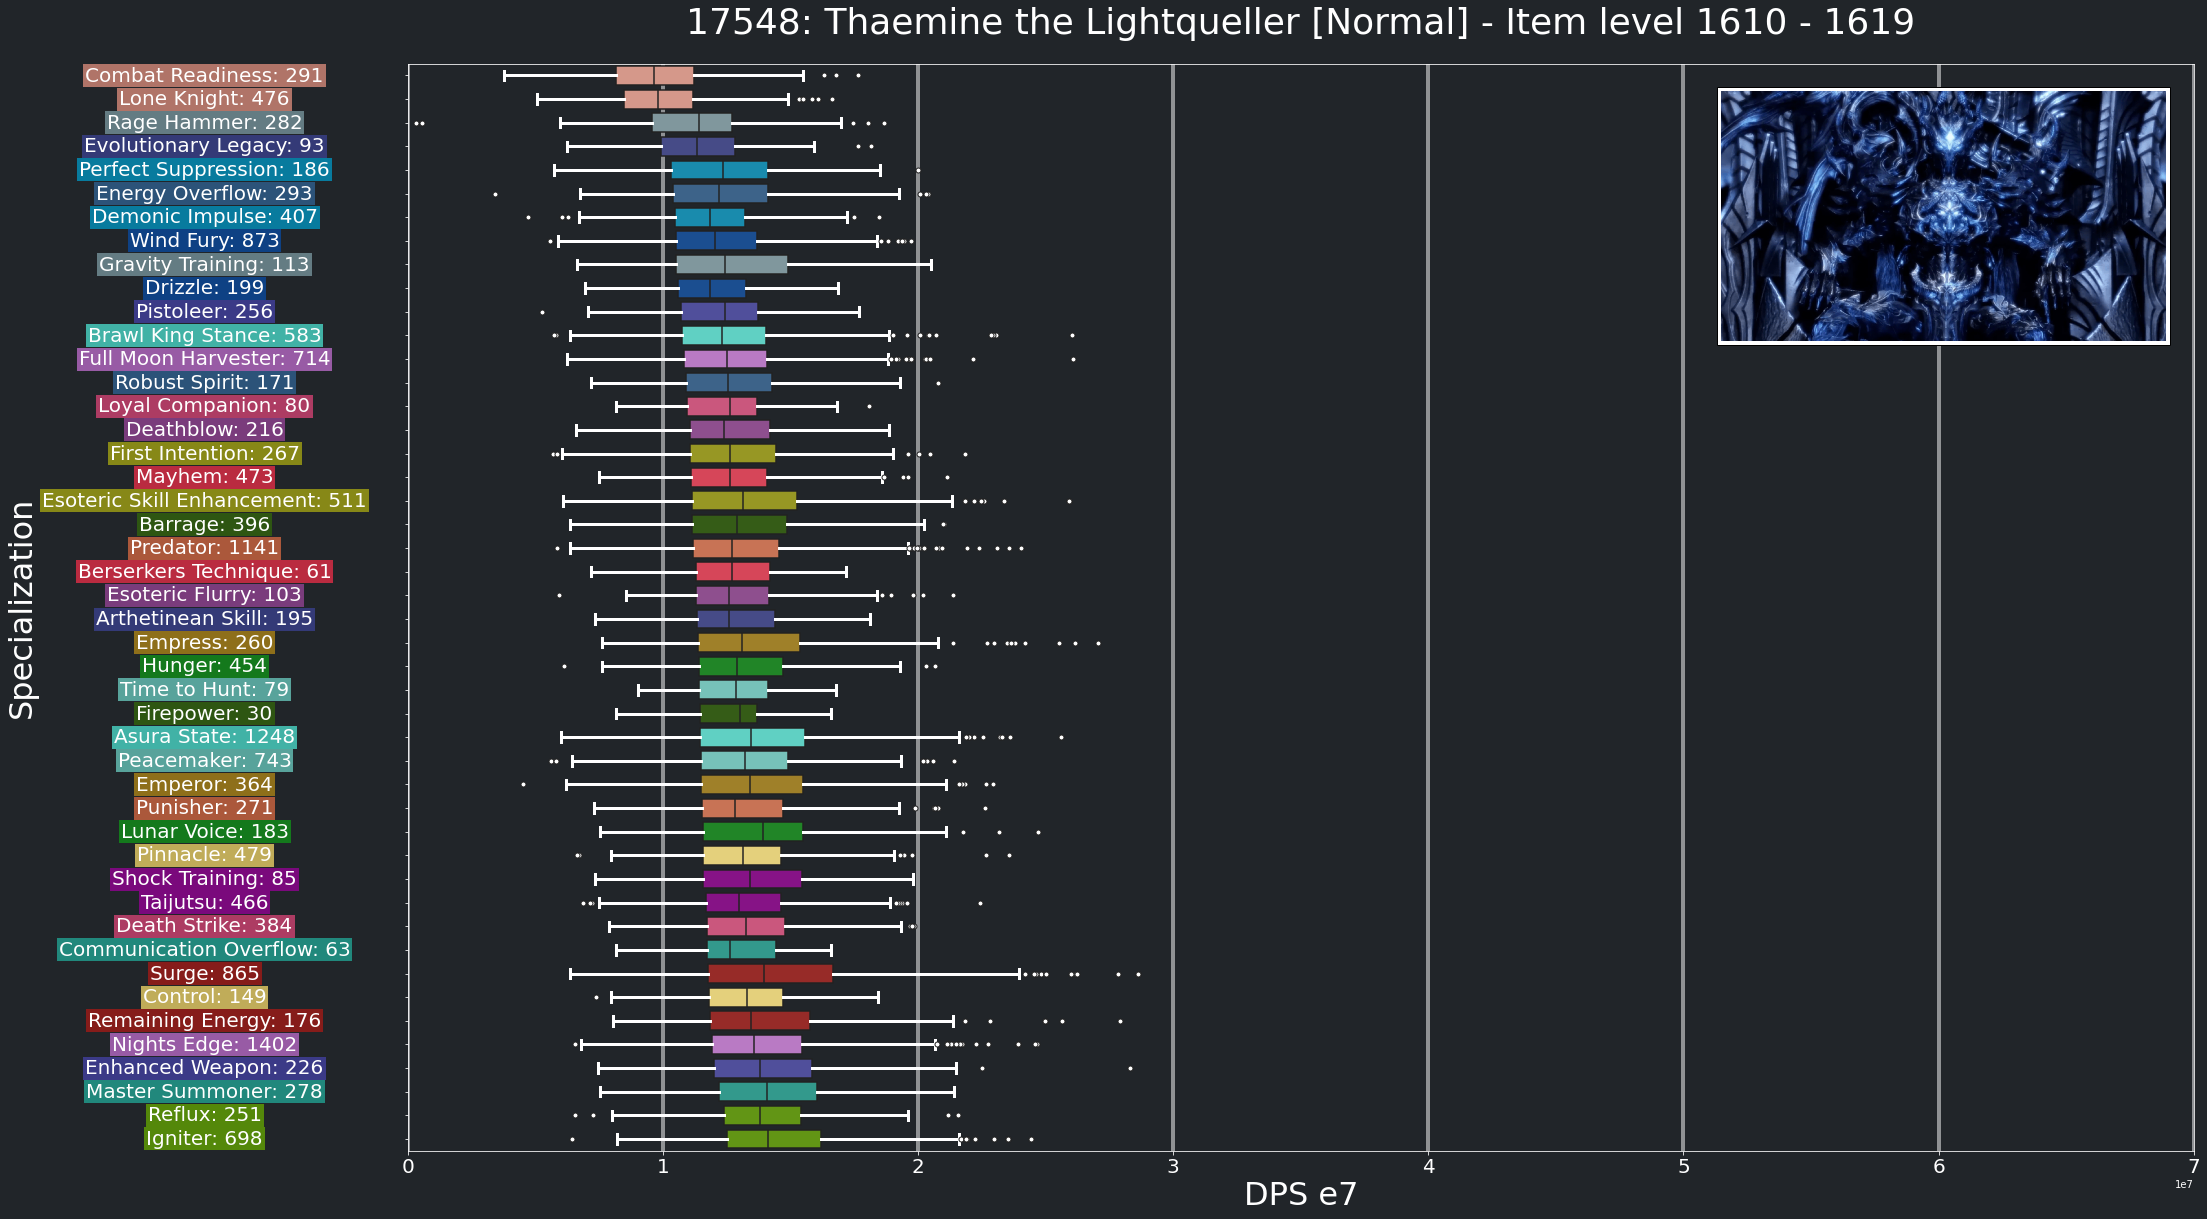 17548: Thaemine the Lightqueller [Normal] - Item level 1610 - 1619
Specialization
Combat Readiness: 291
Lone Knight: 476
Rage Hammer: 282
Evolutionary Legacy: 93
Perfect Suppression: 186
Energy Overflow: 293
Demonic Impulse: 407
Wind Fury: 873
Gravity Training: 113
Drizzle: 199
Pistoleer: 256
Brawl King Stance: 583
Full Moon Harvester: 714
Robust Spirit: 171
Loyal Companion: 80
Deathblow: 216
First Intention: 267
Mayhem: 473
Esoteric Skill Enhancement: 511
Barrage: 396
Predator: 1141
Berserkers Technique: 61
Esoteric Flurry: 103
Arthetinean Skill: 195
Empress: 260
Hunger: 454
Time to Hunt: 79
Firepower: 30
Asura State: 1248
Peacemaker: 743
Emperor: 364
Punisher: 271
Lunar Voice: 183
Pinnacle: 479
Shock Training: 85
Taijutsu: 466
Death Strike: 384
Communication Overflow: 63
Surge: 865
Control: 149
Remaining Energy: 176
Nights Edge: 1402
Enhanced Weapon: 226
Master Summoner: 278
Reflux: 251
Igniter: 698
0 1 2 3 4 5 6 7
1e7
DPS e7